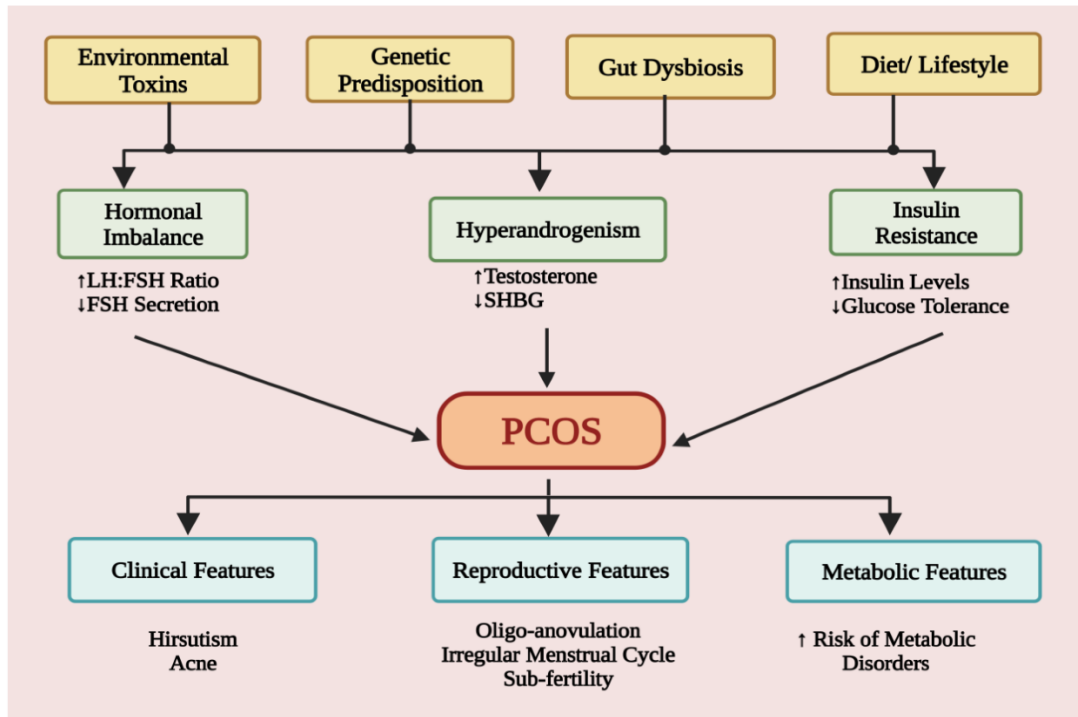 Environmental
Toxins
Genetic
Predisposition
Gut Dysbiosis
Diet/ Lifestyle
Hormonal
Imbalance
↑LH:FSH Ratio
↓FSH Secretion
Hyperandrogenism
↑Testosterone
↓SHBG
Insulin
Resistance
↑Insulin Levels
↓Glucose Tolerance
PCOS
Clinical Features
Hirsutism
Acne
Reproductive Features
Oligo-anovulation
Irregular Menstrual Cycle
Sub-fertility
Metabolic Features
↑ Risk of Metabolic
Disorders